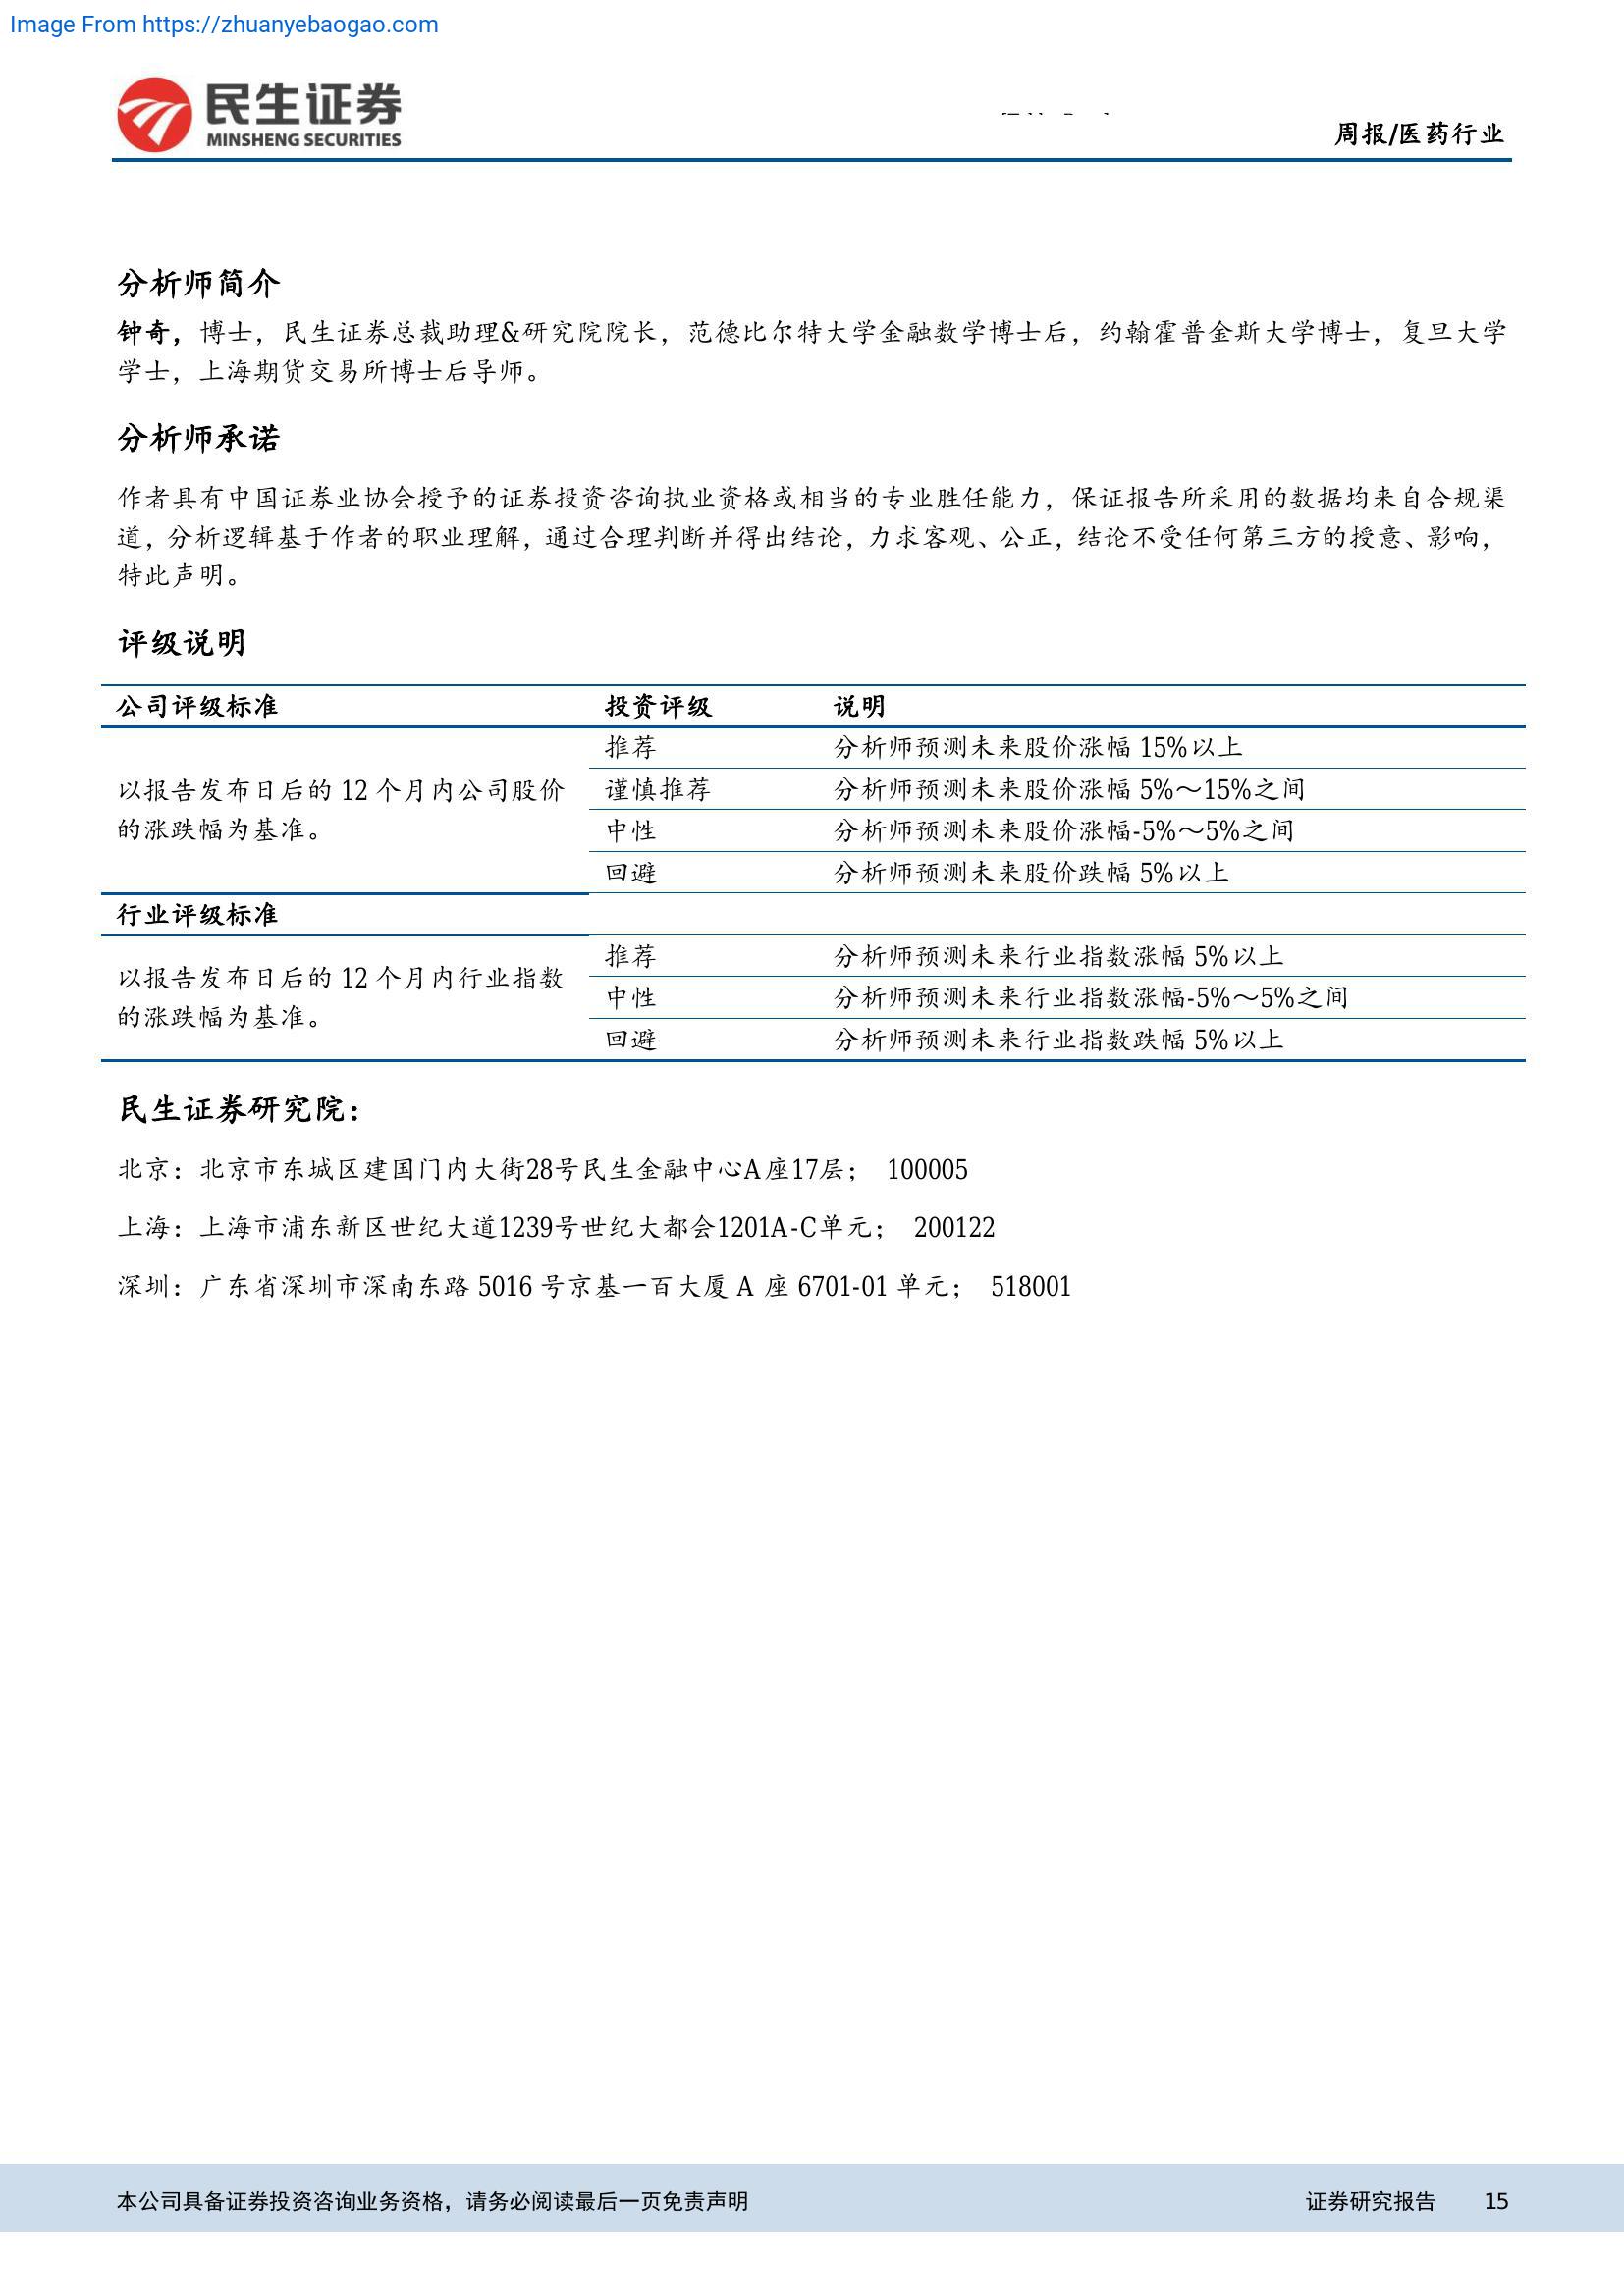 Image From https://zhuanyebaogao.com
民生证券
MINSHENG SECURITIES
周报/医药行业
分析师简介
钟奇，博士，民生证券总裁助理&研究院院长，范德比尔特大学金融数学博士后，约翰霍普金斯大学博士，复旦大学
学士，上海期货交易所博士后导师。
分析师承诺
作者具有中国证券业协会授予的证券投资咨询执业资格或相当的专业胜任能力，保证报告所采用的数据均来自合规渠
道，分析逻辑基于作者的职业理解，通过合理判断并得出结论，力求客观、公正，结论不受任何第三方的授意、影响，
特此声明。
评级说明
公司评级标准 投资评级 说明
以报告发布日后的 12 个月内公司股价
的涨跌幅为基准。
推荐 分析师预测未来股价涨幅 15%以上
谨慎推荐 分析师预测未来股价涨幅 5%～15%之间
中性 分析师预测未来股价涨幅-5%～5%之间
回避 分析师预测未来股价跌幅 5%以上
行业评级标准
以报告发布日后的 12 个月内行业指数
的涨跌幅为基准。
推荐 分析师预测未来行业指数涨幅 5%以上
中性 分析师预测未来行业指数涨幅-5%～5%之间
回避 分析师预测未来行业指数跌幅 5%以上
民生证券研究院：
北京：北京市东城区建国门内大街28号民生金融中心A座17层； 100005
上海：上海市浦东新区世纪大道1239号世纪大都会1201A-C单元； 200122
深圳：广东省深圳市深南东路 5016 号京基一百大厦 A 座 6701-01 单元； 518001
本公司具备证券投资咨询业务资格，请务必阅读最后一页免责声明 证券研究报告 15